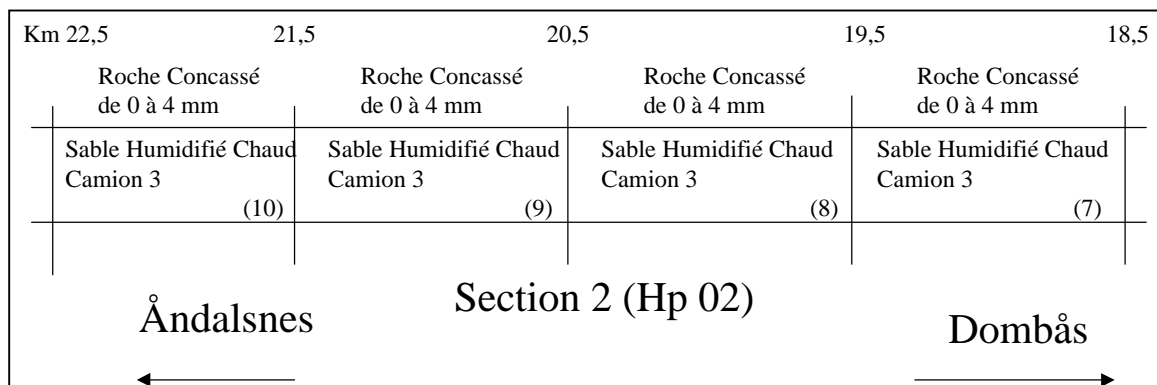 Km 22,5 21,5 20,5 19,5 18,5
Roche Concassé Roche Concassé Roche Concassé Roche Concassé
de 0 à 4 mm de 0 à 4 mm de 0 à 4 mm de 0 à 4 mm
Sable Humidifié Chaud Sable Humidifié Chaud Sable Humidifié Chaud Sable Humidifié Chaud
Camion 3 Camion 3 Camion 3 Camion 3
(10) (9) (8) (7)
Section 2 (Hp 02)
Åndalsnes Dombås